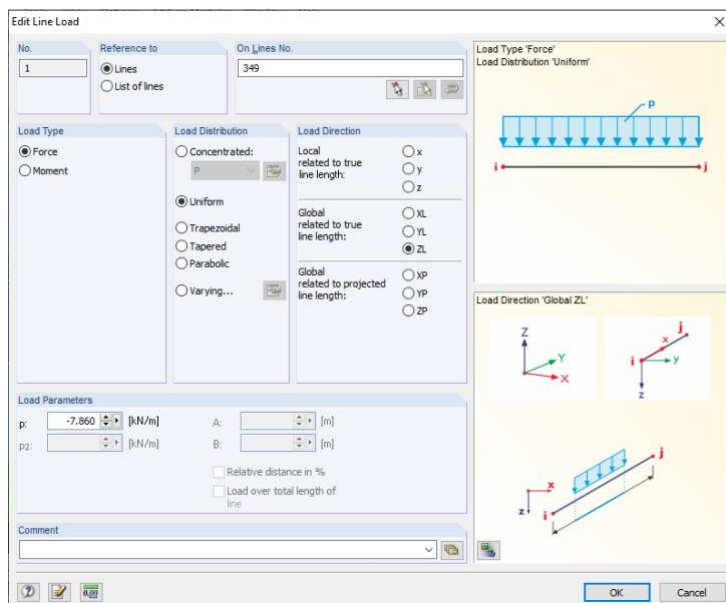 Edit Line Load
No.
1
Reference to
Lines
List of lines
On Lines No.
349
Load Type
Force
Moment
Load Distribution
Concentrated:
P
Uniform
Trapezoidal
Tapered
Parabolic
Varying...
Load Direction
Local
related to true
line length:
x
y
z
Global
related to true
line length:
XL
YL
ZL
Global
related to projected
line length:
XP
YP
ZP
Load Parameters
p: -7.860 [kN/m]
p2: [kN/m]
A: [m]
B: [m]
Relative distance in %
Load over total length of
line
Comment
Load Type 'Force'
Load Distribution 'Uniform'
p
i j
Load Direction 'Global ZL'
Z
Y
X
j
x
i
y
z
j
x
z
i
0.00
OK
Cancel